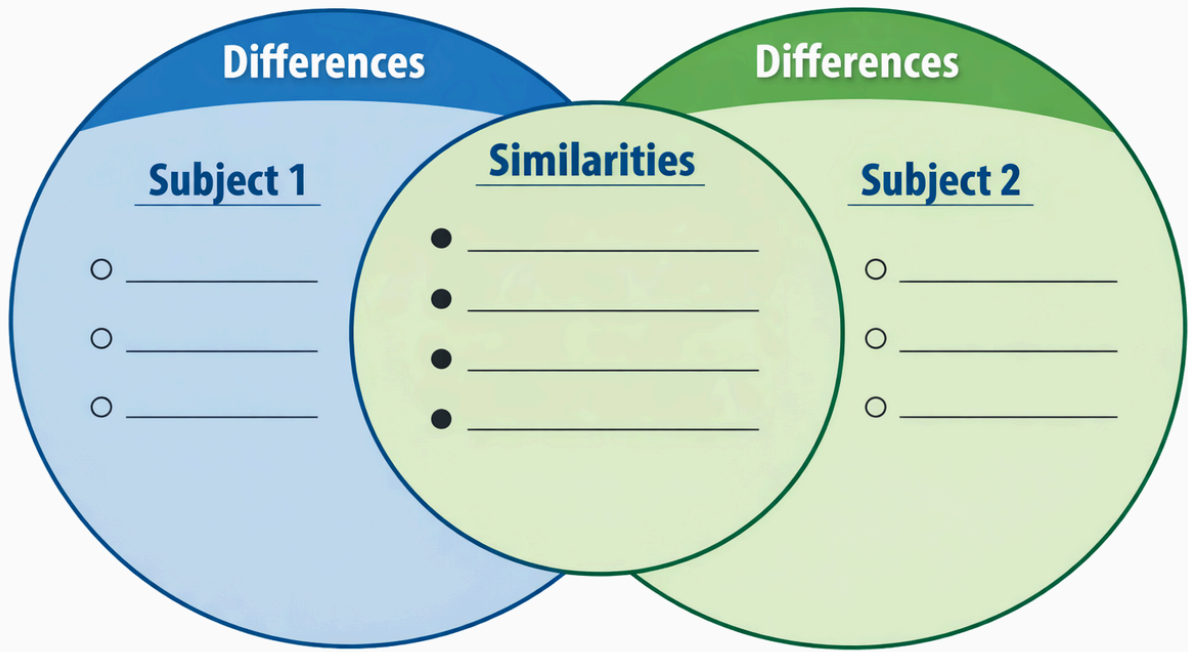 Differences
Differences
Similarities
Subject 1
Subject 2